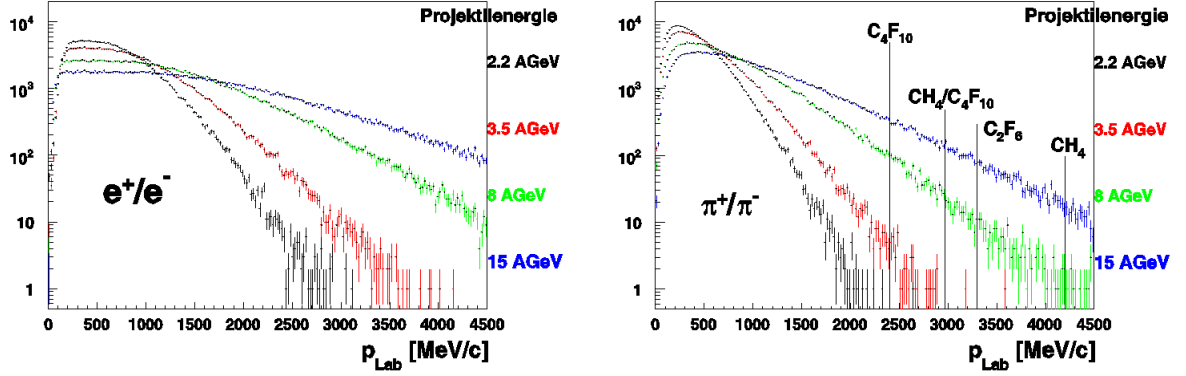 Projektilenergie
10⁴
2.2 AGeV
10³
3.5 AGeV
10²
e⁺/e⁻
8 AGeV
10
15 AGeV
1
0 500 1000 1500 2000 2500 3000 3500 4000 4500
p_Lab [MeV/c]
Projektilenergie
10⁴
C₄F₁₀
2.2 AGeV
10³
CH₄/C₄F₁₀
3.5 AGeV
C₂F₆
10²
CH₄
8 AGeV
π⁺/π⁻
10
15 AGeV
1
0 500 1000 1500 2000 2500 3000 3500 4000 4500
p_Lab [MeV/c]